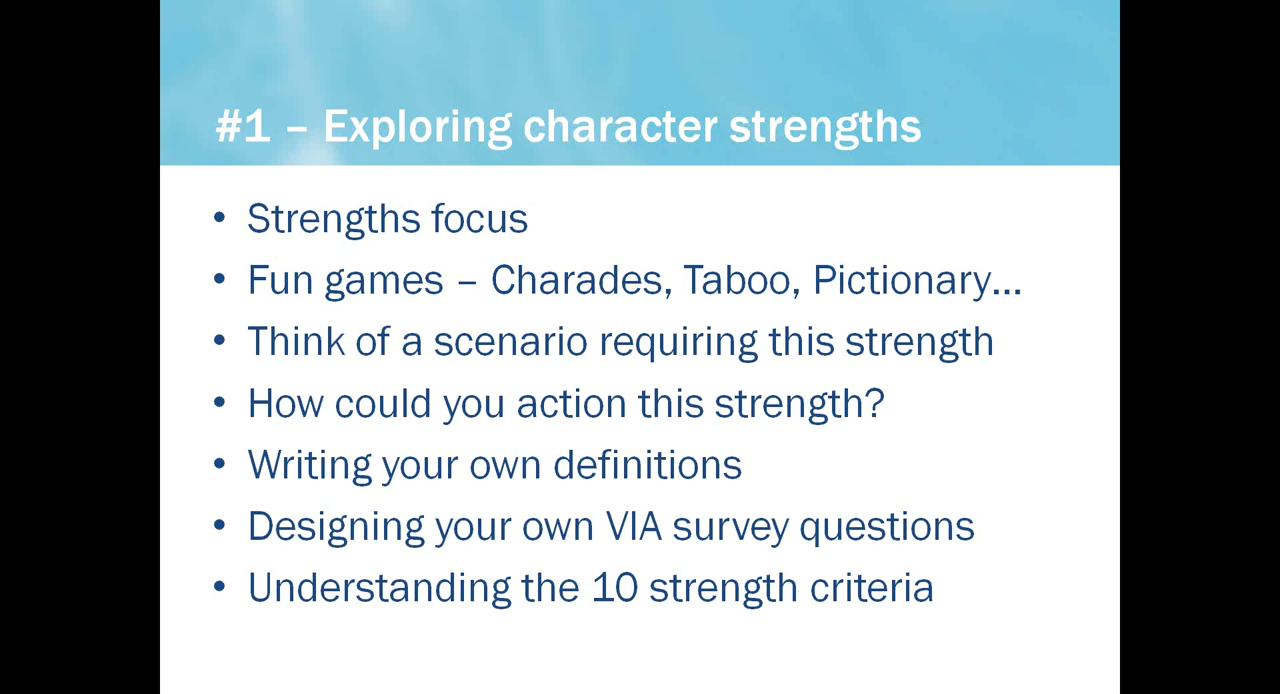 #1 – Exploring character strengths
• Strengths focus
• Fun games – Charades, Taboo, Pictionary...
• Think of a scenario requiring this strength
• How could you action this strength?
• Writing your own definitions
• Designing your own VIA survey questions
• Understanding the 10 strength criteria